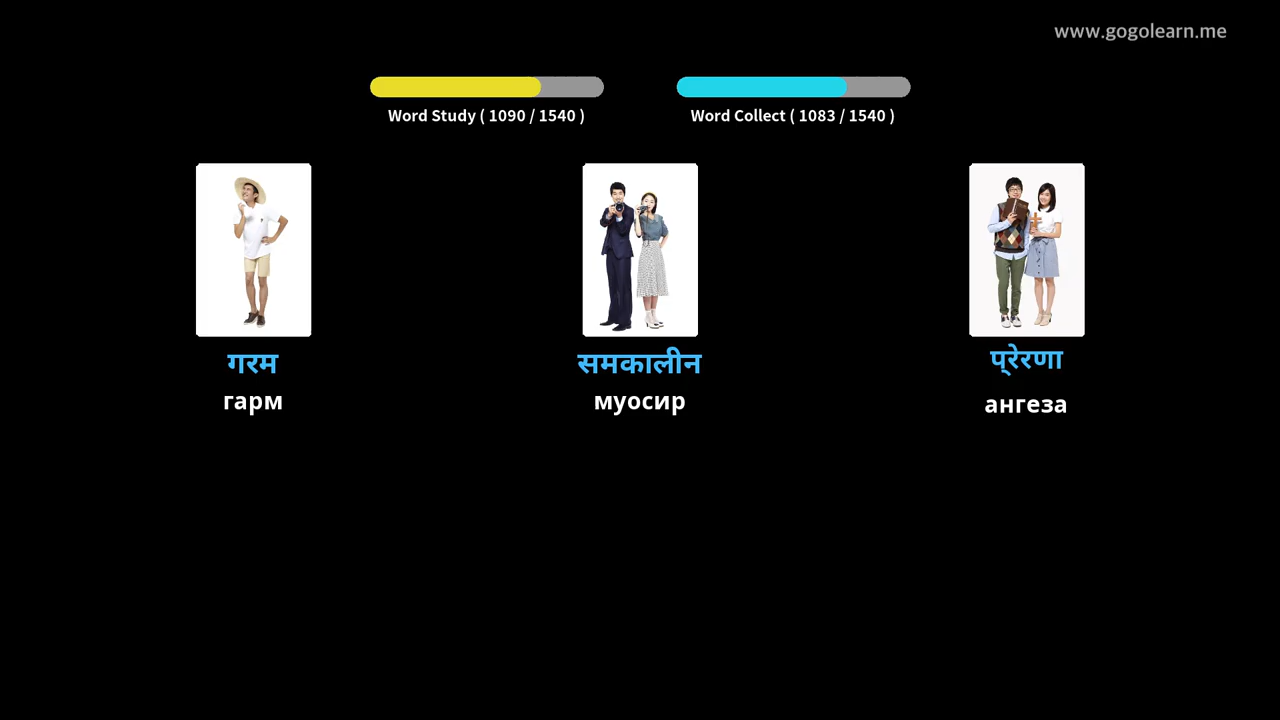 www.gogolearn.me
Word Study ( 1090 / 1540 )
Word Collect ( 1083 / 1540 )
गरम
гарм
समकालीन
муосир
प्रेरणा
ангеза